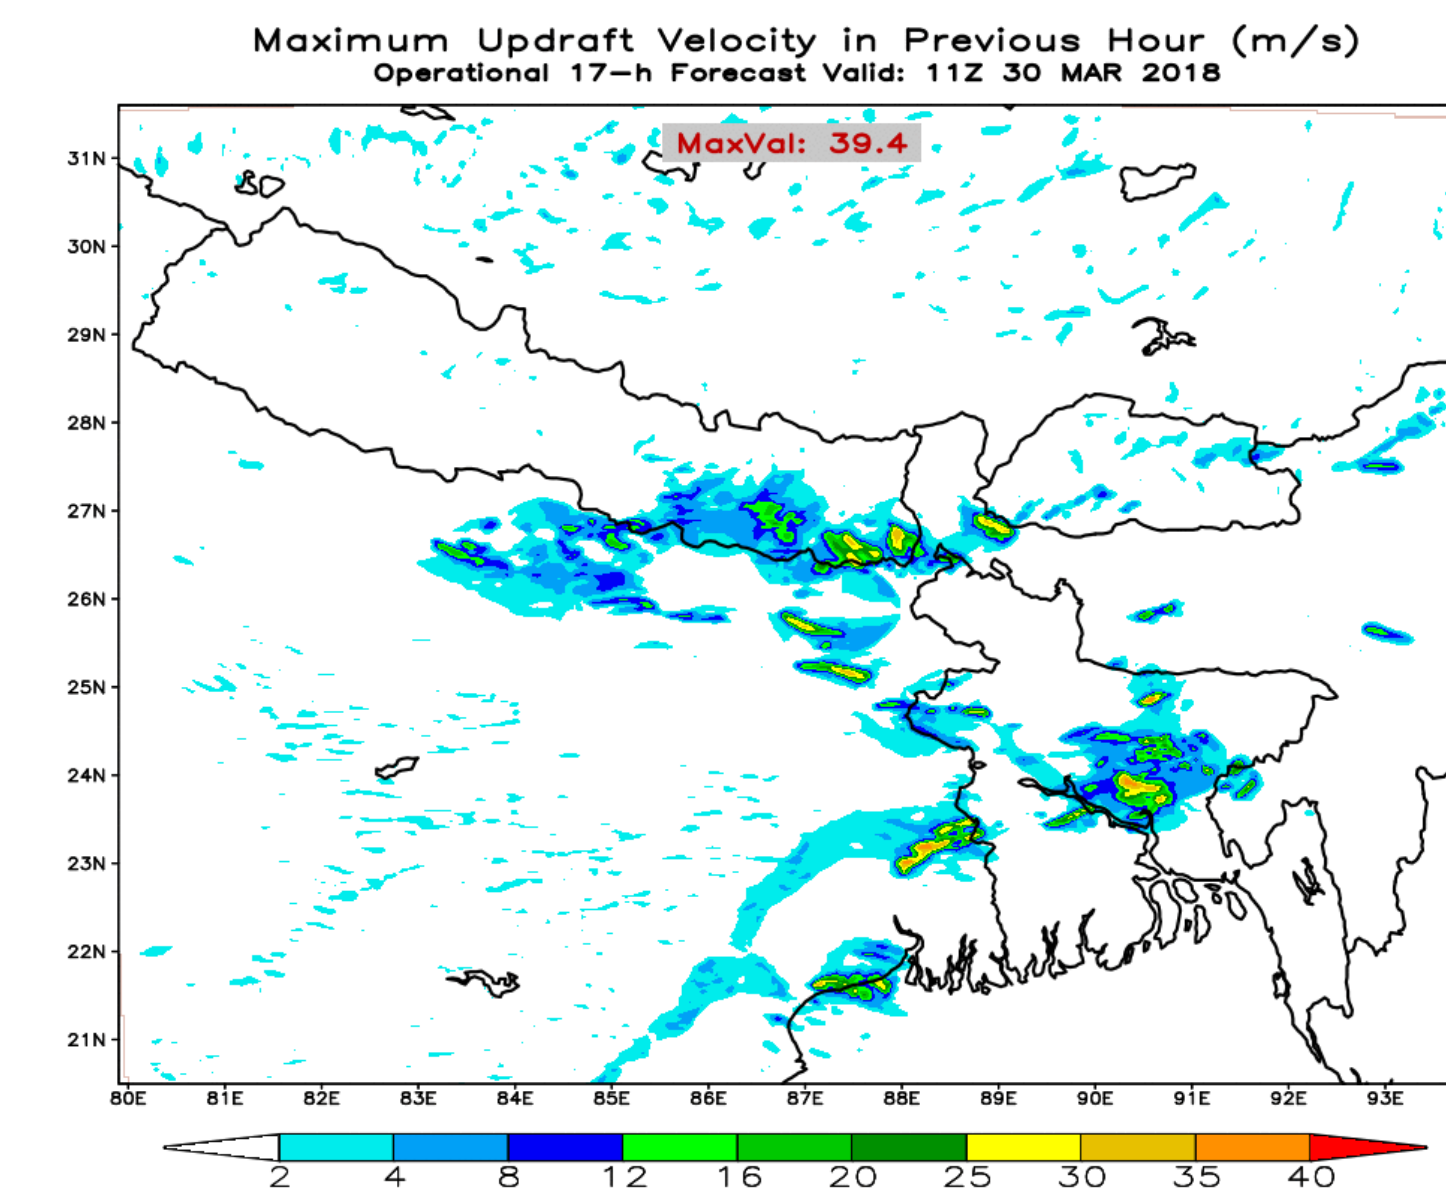 Maximum Updraft Velocity in Previous Hour (m/s)
Operational 17-h Forecast Valid: 11Z 30 MAR 2018
MaxVal: 39.4
31N
30N
29N
28N
27N
26N
25N
24N
23N
22N
21N
80E 81E 82E 83E 84E 85E 86E 87E 88E 89E 90E 91E 92E 93E
2 4 8 12 16 20 25 30 35 40